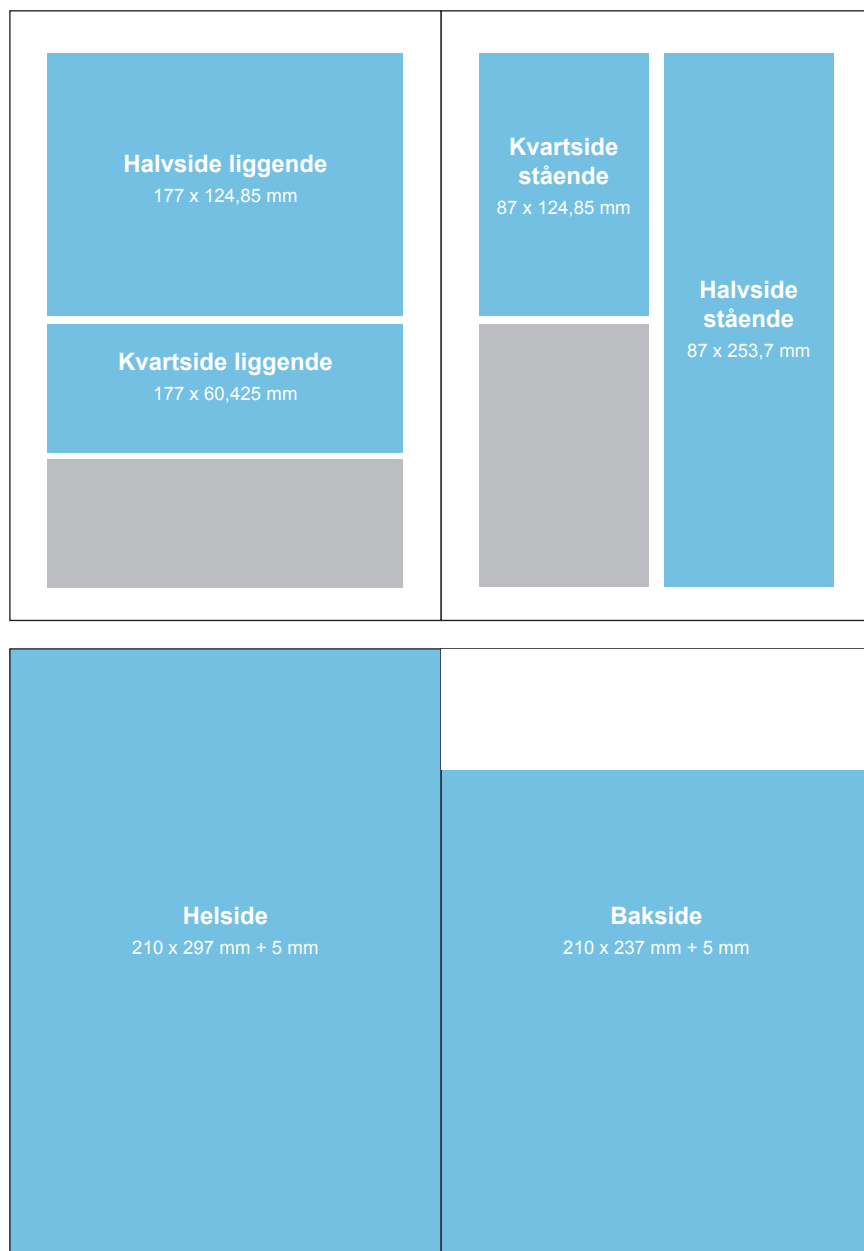 Halvside liggende
177 x 124,85 mm
Kvartside liggende
177 x 60,425 mm
Kvartside
stående
87 x 124,85 mm
Halvside
stående
87 x 253,7 mm
Helside
210 x 297 mm + 5 mm
Bakside
210 x 237 mm + 5 mm